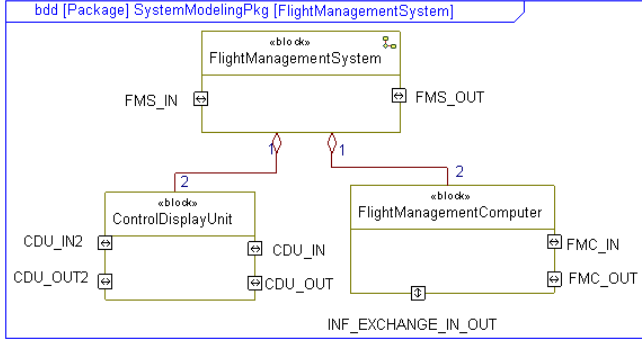 bdd [Package] SystemModelingPkg [FlightManagementSystem]
«block»
FlightManagementSystem
FMS_IN
FMS_OUT
1
1
2
2
«block»
ControlDisplayUnit
«block»
FlightManagementComputer
CDU_IN2
CDU_IN
FMC_IN
CDU_OUT2
CDU_OUT
FMC_OUT
INF_EXCHANGE_IN_OUT